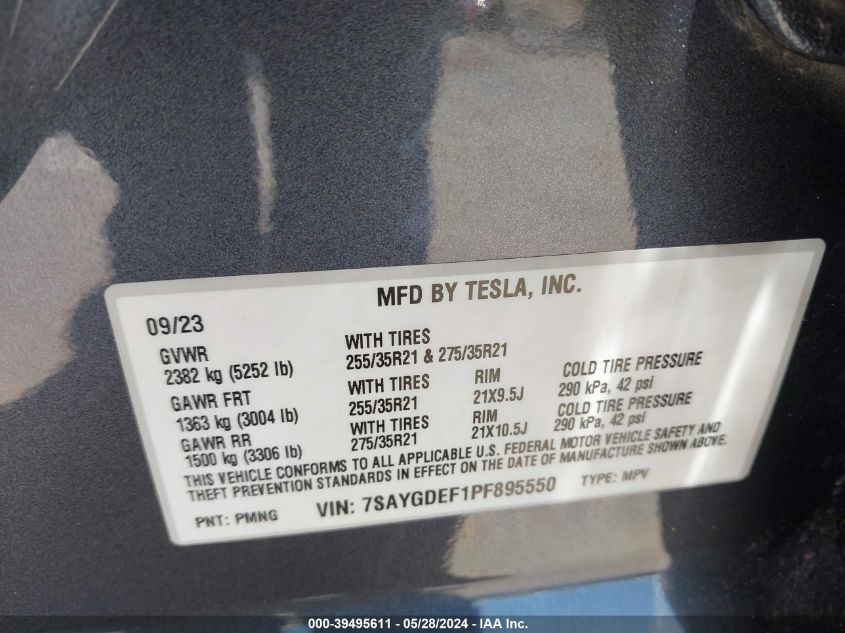 MFD BY TESLA, INC.
09/23
GVWR
2382 kg (5252 lb)
WITH TIRES
255/35R21 & 275/35R21
GAWR FRT
1363 kg (3004 lb)
WITH TIRES
255/35R21
RIM
21X9.5J
COLD TIRE PRESSURE
290 kPa, 42 psi
GAWR RR
1500 kg (3306 lb)
WITH TIRES
275/35R21
RIM
21X10.5J
COLD TIRE PRESSURE
290 kPa, 42 psi
THIS VEHICLE CONFORMS TO ALL APPLICABLE U.S. FEDERAL MOTOR VEHICLE SAFETY AND
THEFT PREVENTION STANDARDS IN EFFECT ON THE DATE OF MANUFACTURE SHOWN ABOVE.
PNT: PMNG VIN: 7SAYGDEF1PF895550 TYPE: MPV
000-39495611 - 05/28/2024 - IAA Inc.